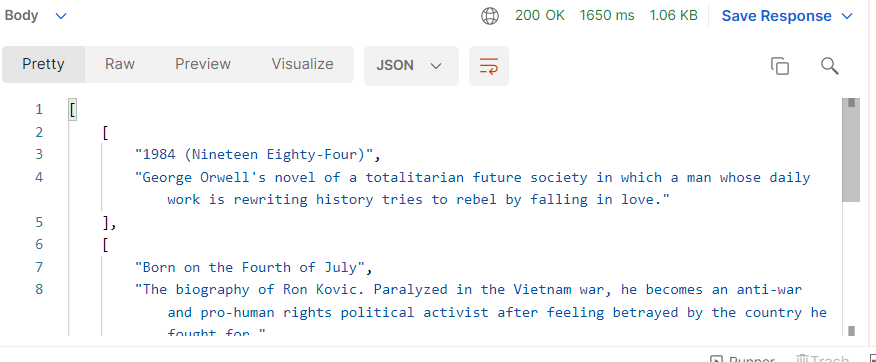 Body 200 OK 1650 ms 1.06 KB Save Response
Pretty Raw Preview Visualize JSON
1 [
2 [
3 "1984 (Nineteen Eighty-Four)",
4 "George Orwell's novel of a totalitarian future society in which a man whose daily
work is rewriting history tries to rebel by falling in love."
5 ],
6 [
7 "Born on the Fourth of July",
8 "The biography of Ron Kovic. Paralyzed in the Vietnam war, he becomes an anti-war
and pro-human rights political activist after feeling betrayed by the country he
fought for."
Runner Trash